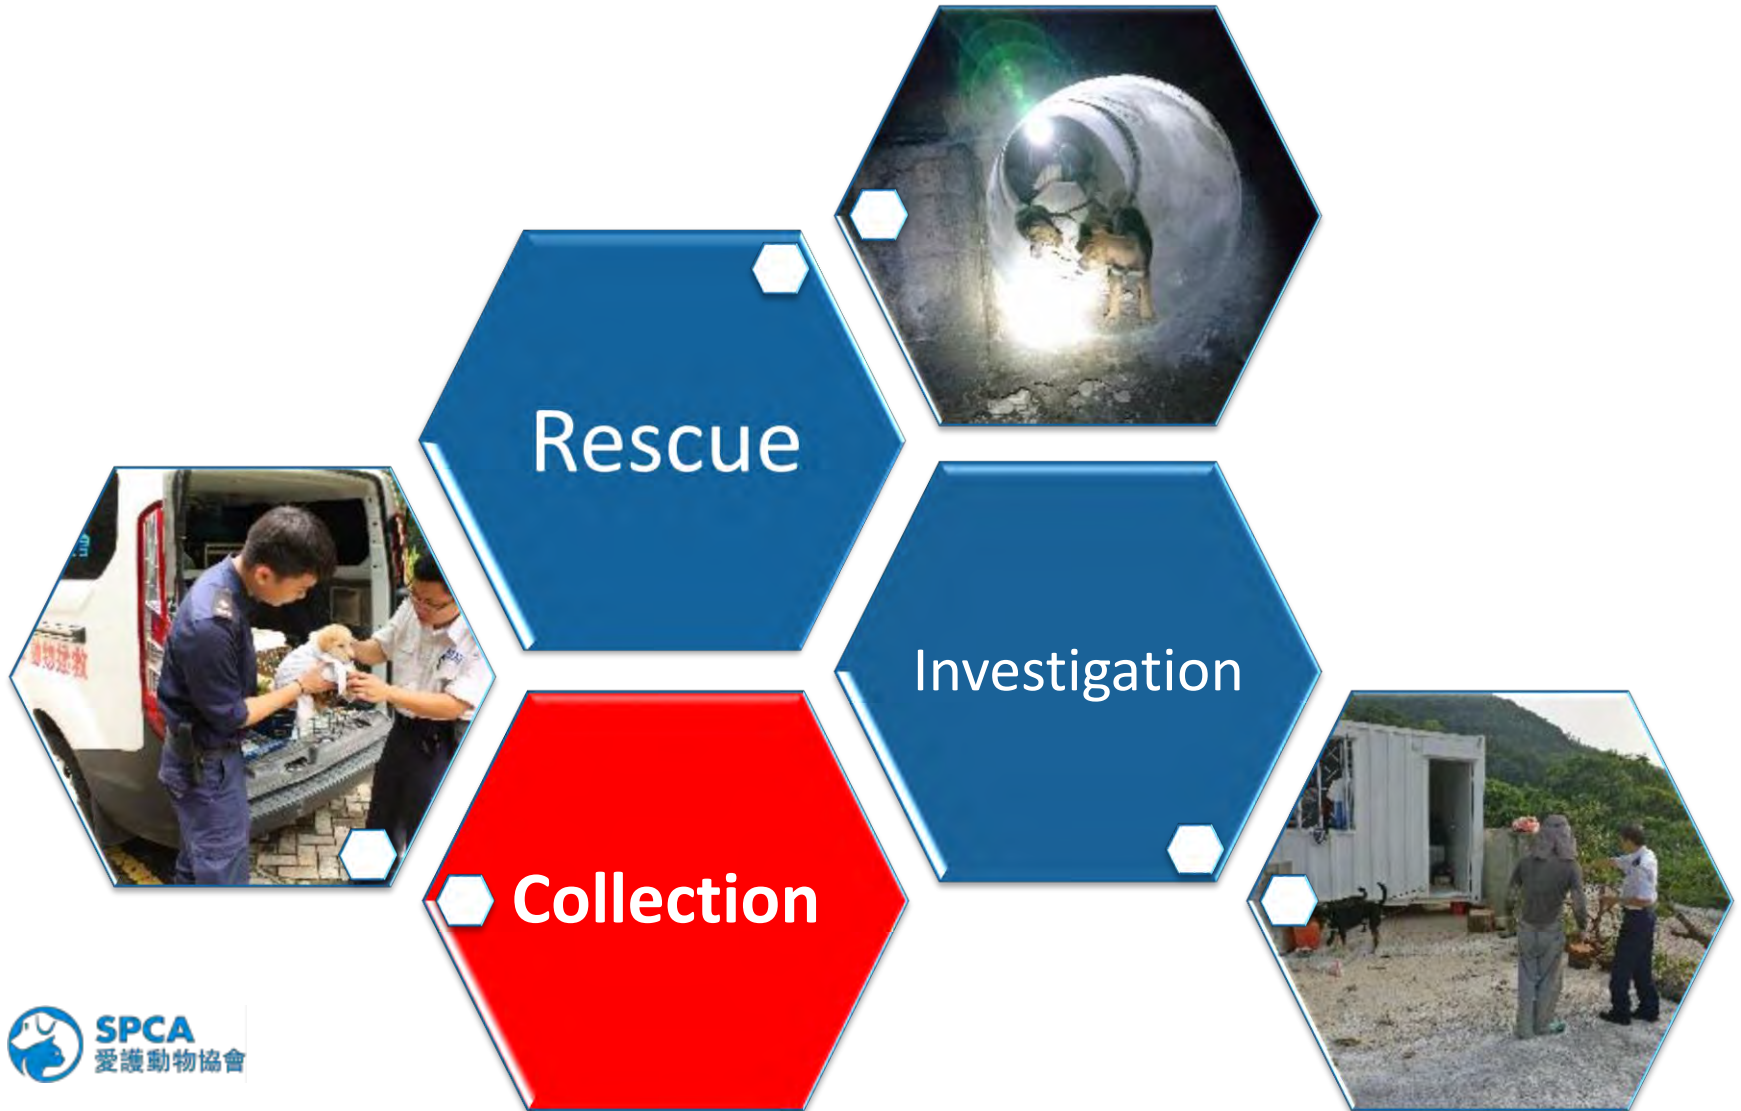 Rescue
Investigation
Collection
SPCA
愛護動物協會